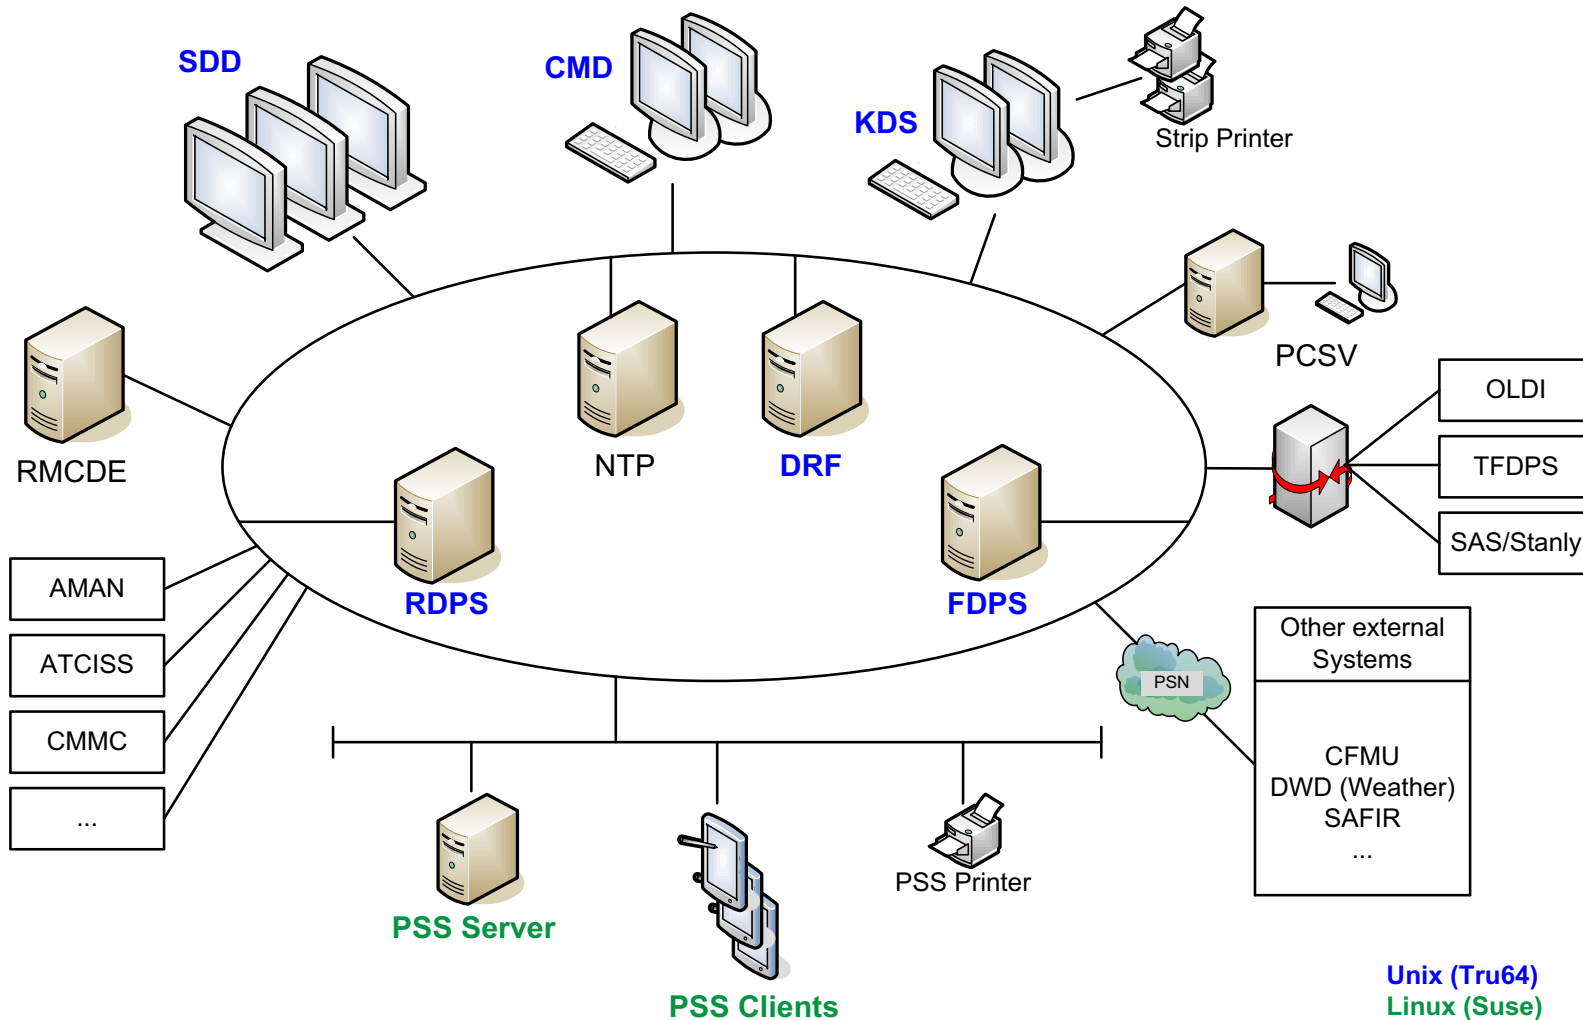 SDD
CMD
KDS
Strip Printer
PCSV
RMCDE
NTP
DRF
OLDI
TFDPS
SAS/Stanly
RDPS
FDPS
AMAN
ATCISS
CMMC
...
PSN
Other external
Systems
CFMU
DWD (Weather)
SAFIR
...
PSS Server
PSS Clients
PSS Printer
Unix (Tru64)
Linux (Suse)